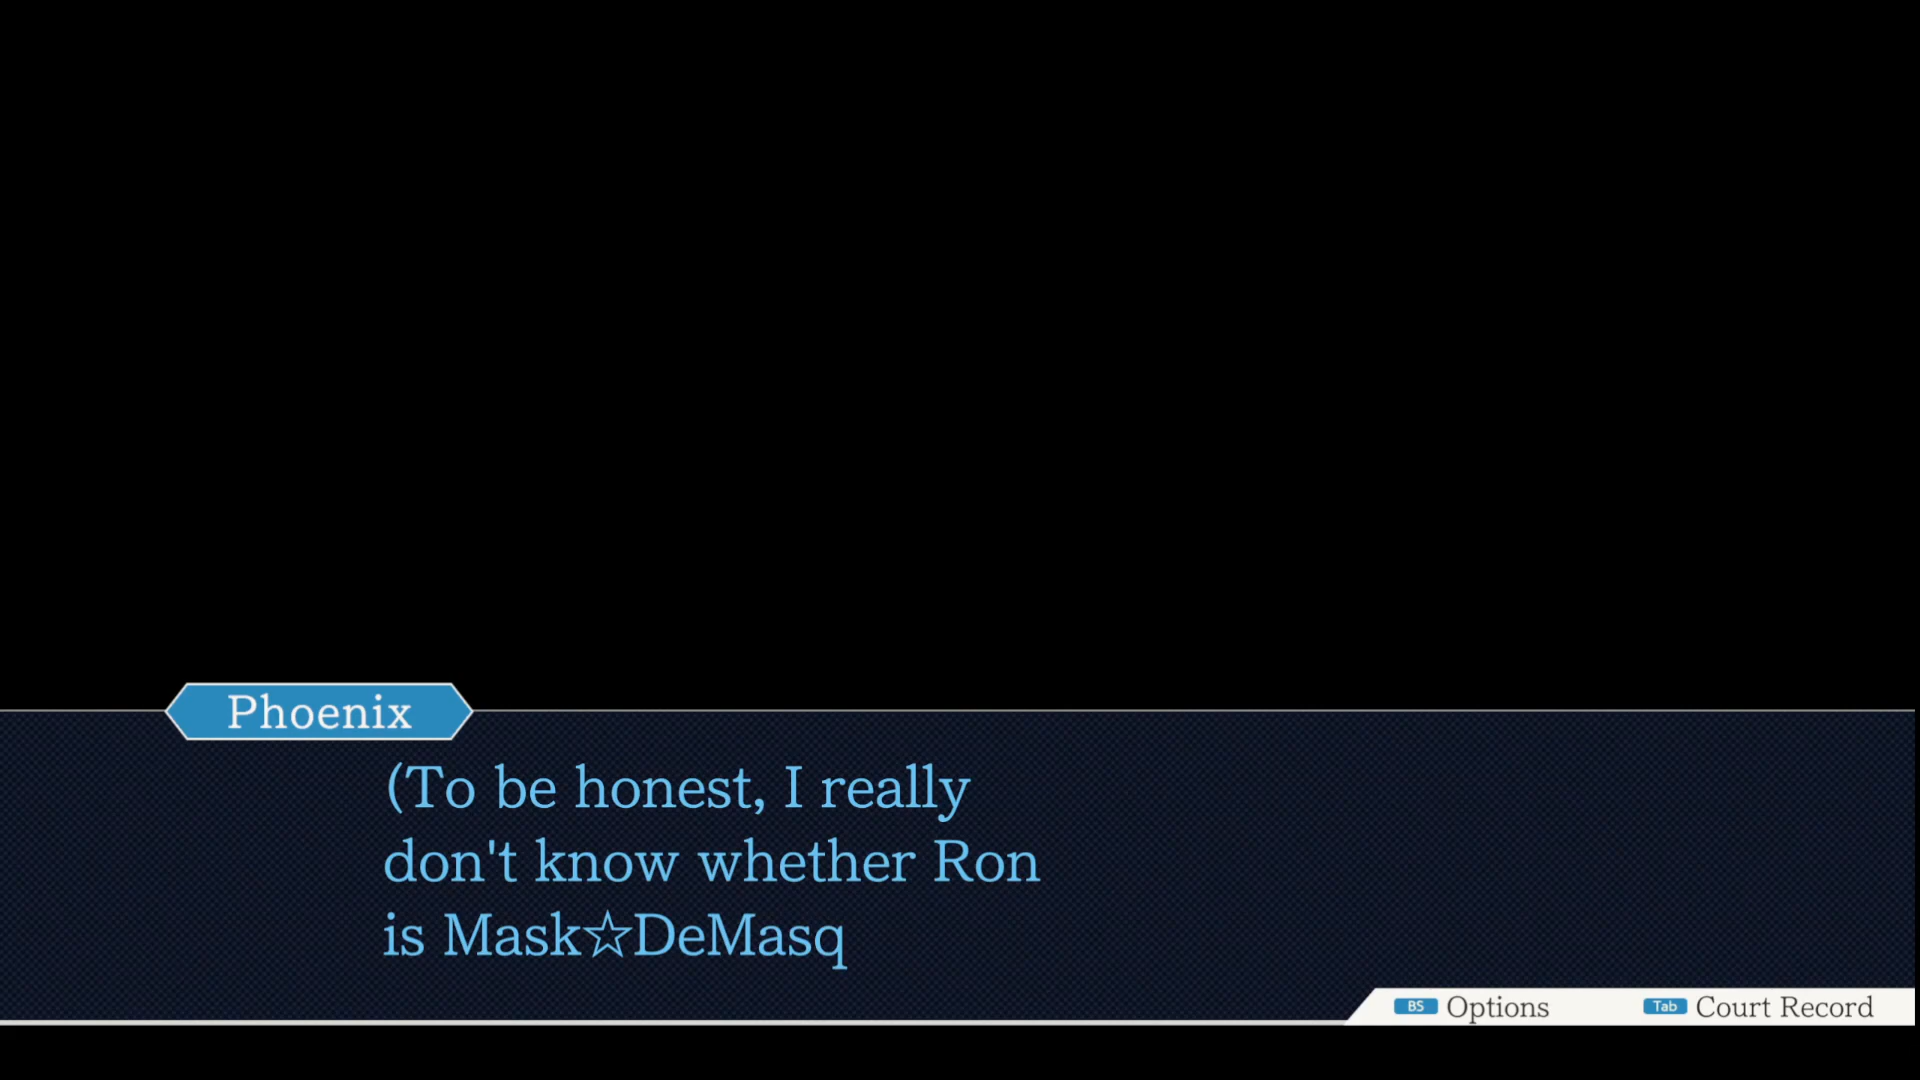 Phoenix
(To be honest, I really
don't know whether Ron
is Mask☆DeMasq
BS Options Tab Court Record